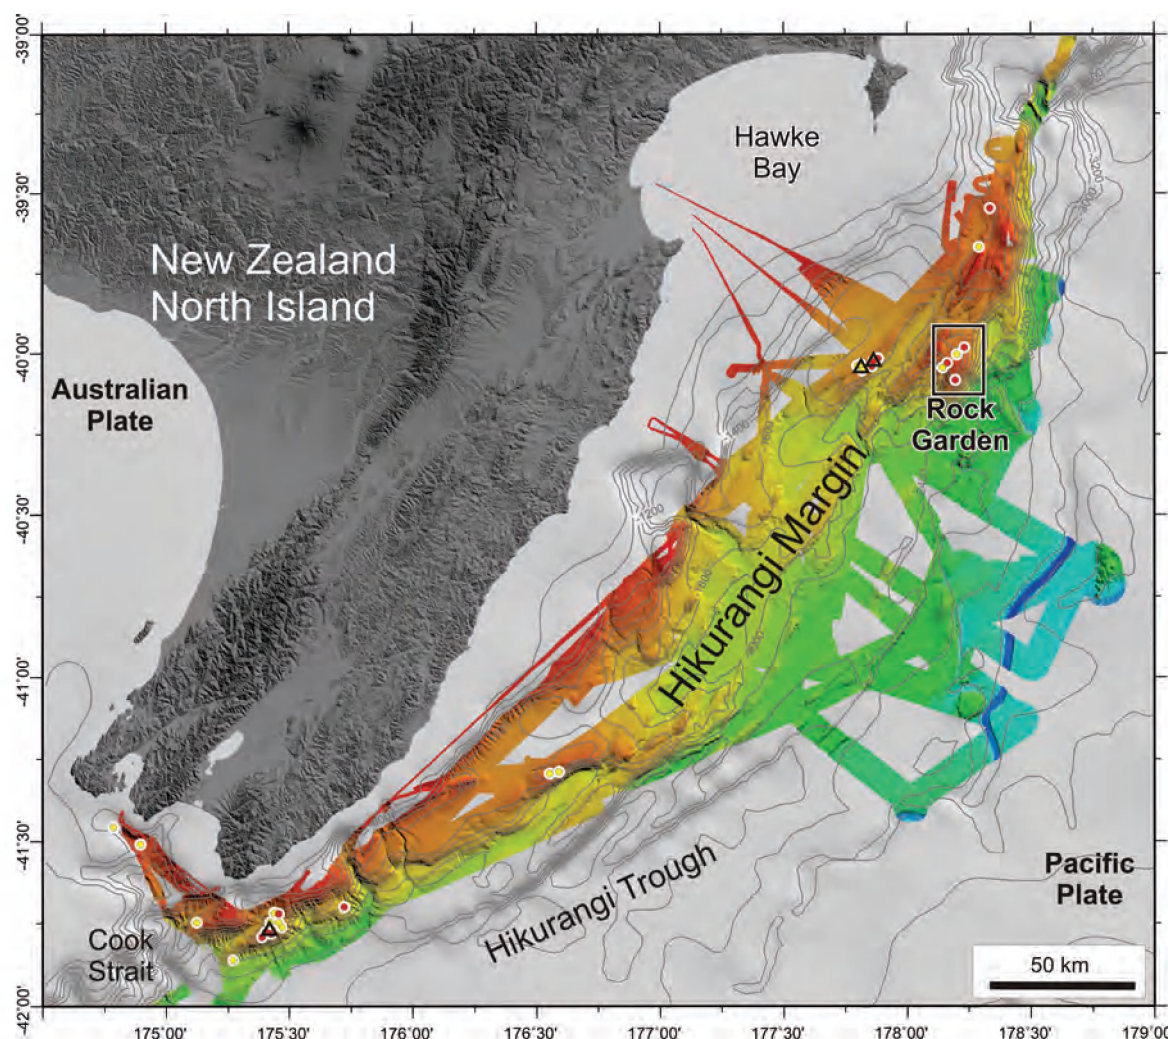 -39°00'
-39°30'
-40°00'
-40°30'
-41°00'
-41°30'
-42°00'
Hawke
Bay
New Zealand
North Island
Australian
Plate
Rock
Garden
Hikurangi Margin
Hikurangi Trough
Pacific
Plate
Cook
Strait
50 km
175°00'
175°30'
176°00'
176°30'
177°00'
177°30'
178°00'
178°30'
179°00'